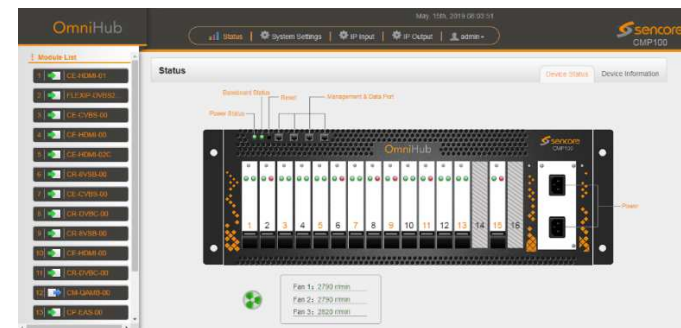 OmniHub
May 15th, 2019 08:03:51
Status | System Settings | IP Input | IP Output | admin
sencore
CMP100
Module List
1 CE-HDMI-01
2 FLEXIP-DVBS2...
3 CE-CVBS-00
4 CE-HDMI-00
5 CE-HDMI-02C
6 CR-8VSB-00
7 CE-CVBS-00
8 CR-DVBC-00
9 CR-8VSB-00
10 CE-HDMI-00
11 CR-DVBC-00
12 CM-QAMB-00
13 CP-EAS-00
Status
Device Status Device Information
Baseboard Status
Reset
Management & Data Port
Power Status
OmniHub
sencore
CMP100
1 2 3 4 5 6 7 8 9 10 11 12 13 14 15 16
Power
Fan 1: 2790 r/min
Fan 2: 2790 r/min
Fan 3: 2820 r/min